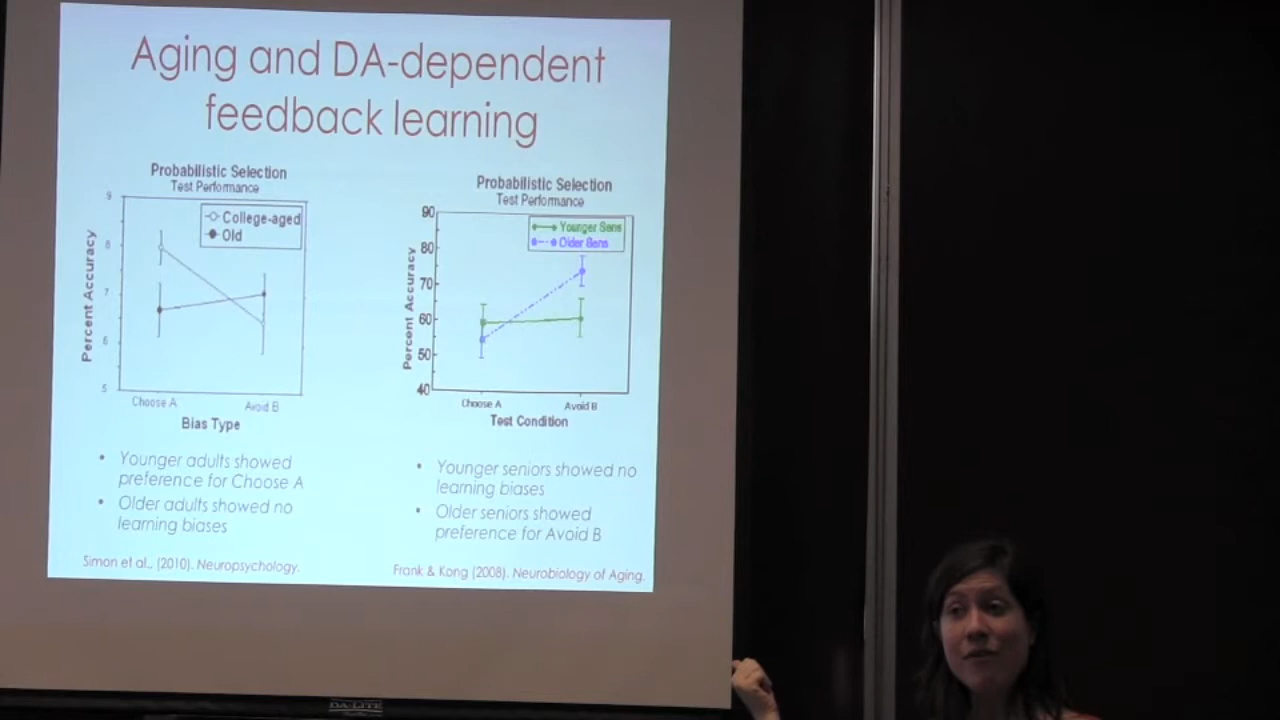 Aging and DA-dependent
feedback learning
Probabilistic Selection
Test Performance
College-aged
Old
Percent Accuracy
9
8
7
6
5
Choose A
Avoid B
Bias Type
Probabilistic Selection
Test Performance
Younger Sens
Older Sens
Percent Accuracy
90
80
70
60
50
40
Choose A
Avoid B
Test Condition
• Younger adults showed
preference for Choose A
• Older adults showed no
learning biases
• Younger seniors showed no
learning biases
• Older seniors showed
preference for Avoid B
Simon et al., (2010). Neuropsychology.
Frank & Kong (2008). Neurobiology of Aging.
DA-LITE